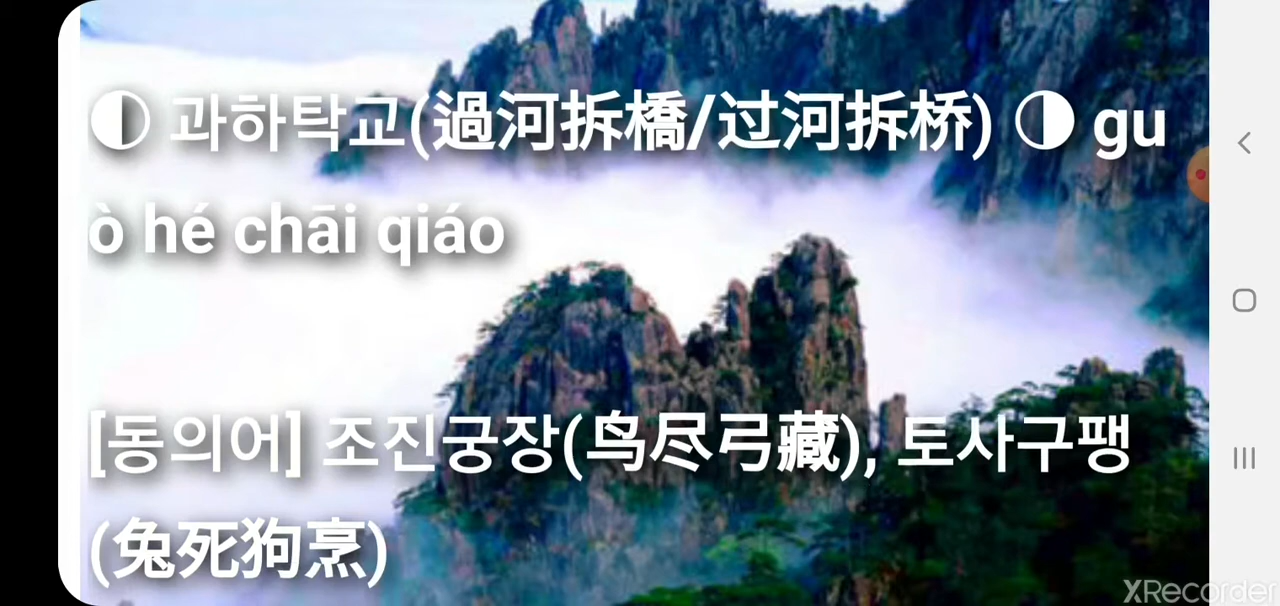 ◐ 과하탁교(過河拆橋/过河拆桥) ◑ gu
ò hé chāi qiáo
[동의어] 조진궁장(鸟尽弓藏), 토사구팽
(兔死狗烹)
XRecorder